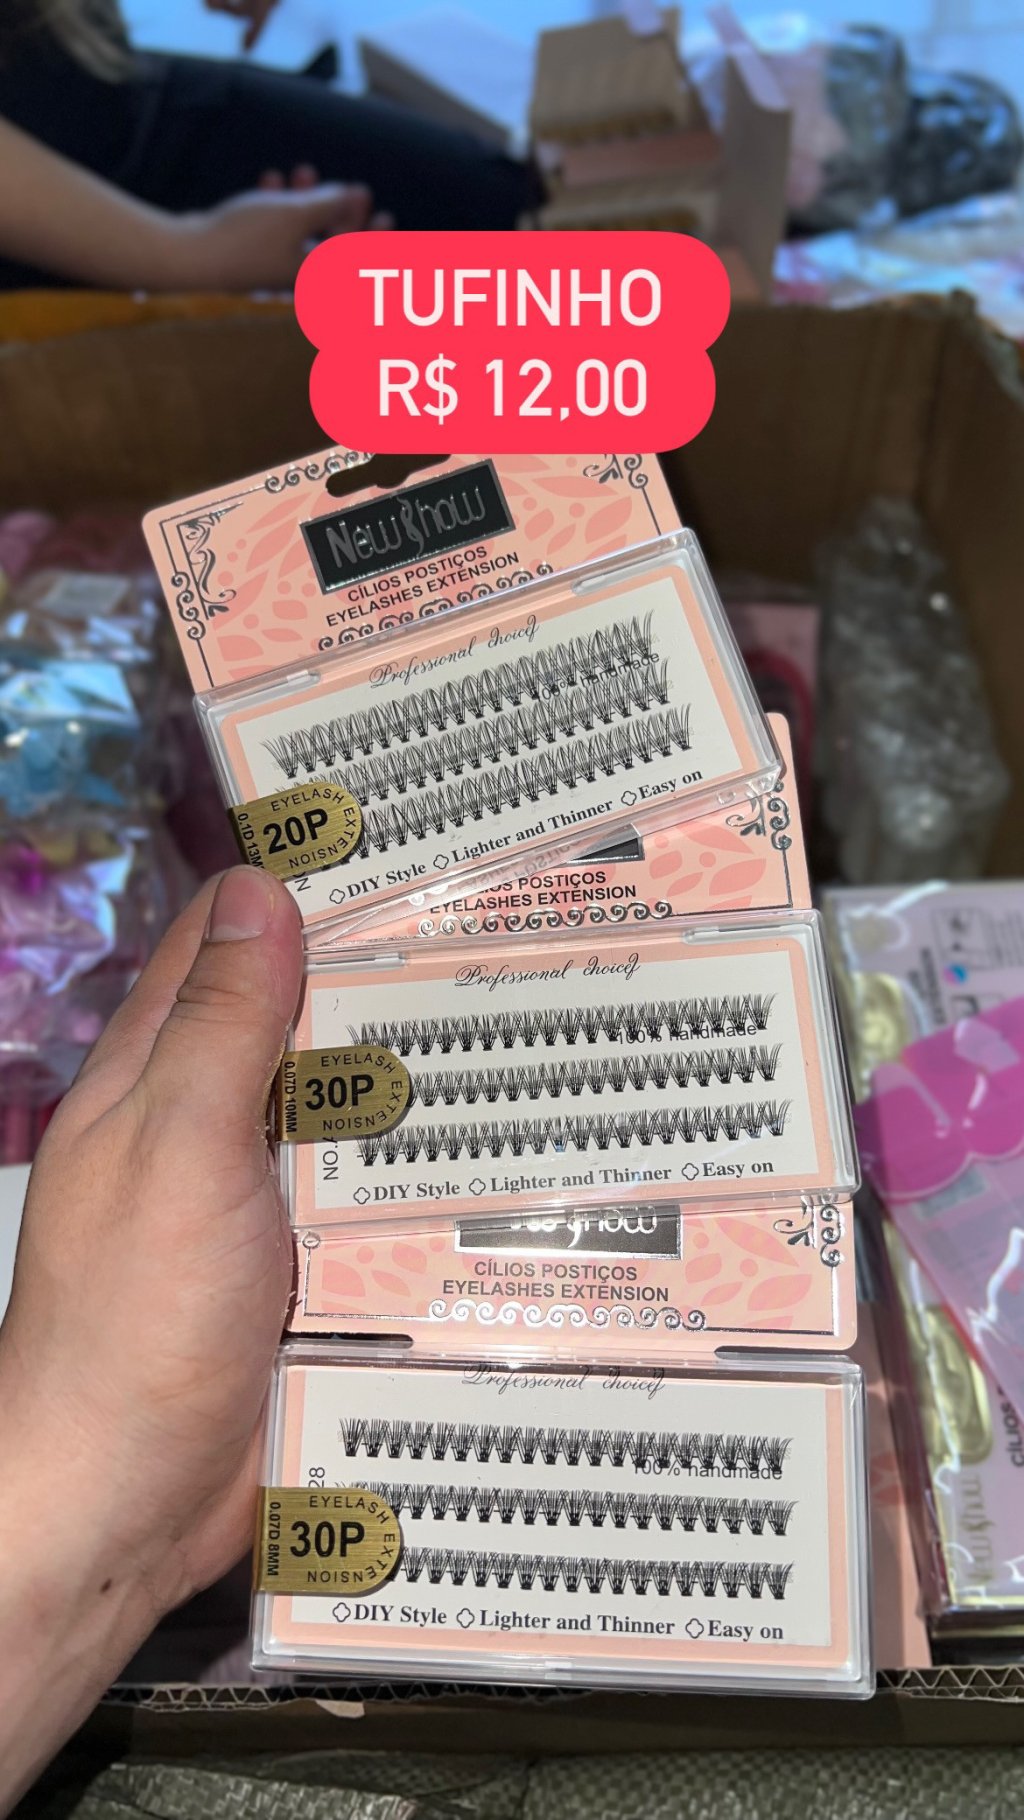 TUFINHO
R$ 12,00
NewShow
CÍLIOS POSTIÇOS
EYELASHES EXTENSION
Professional choice
100% handmade
EYELASH EXTENSION
20P
DIY Style Lighter and Thinner Easy on
POSTIÇOS
EYELASHES EXTENSION
Professional choice
100% handmade
EYELASH EXTENSION
30P
0.07D 10MM
NO.
DIY Style Lighter and Thinner Easy on
CÍLIOS POSTIÇOS
EYELASHES EXTENSION
Professional choice
100% handmade
28
EYELASH EXTENSION
30P
0.07D 8MM
DIY Style Lighter and Thinner Easy on